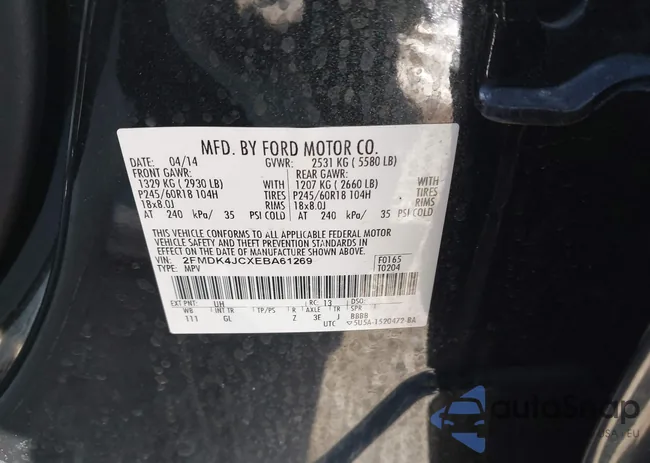 MFD. BY FORD MOTOR CO.
DATE: 04/14 GVWR: 2531 KG ( 5580 LB)
FRONT GAWR: REAR GAWR:
1329 KG ( 2930 LB) WITH 1207 KG ( 2660 LB) WITH
P245/60R18 104H TIRES P245/60R18 104H TIRES
18x8.0J RIMS 18x8.0J RIMS
AT 240 kPa/ 35 PSI COLD AT 240 kPa/ 35 PSI COLD
THIS VEHICLE CONFORMS TO ALL APPLICABLE FEDERAL MOTOR
VEHICLE SAFETY AND THEFT PREVENTION STANDARDS IN
EFFECT ON THE DATE OF MANUFACTURE SHOWN ABOVE.
VIN: 2FMDK4JCXEBA61269 F0165
TYPE: MPV T0204
EXT PNT: UH RC: 13 DSO:
WB INT TR TP/PS R AXLE TR SPR
111 GL Z 3E J BBBB
UTC 5U5A-1520472-BA
autoSnap